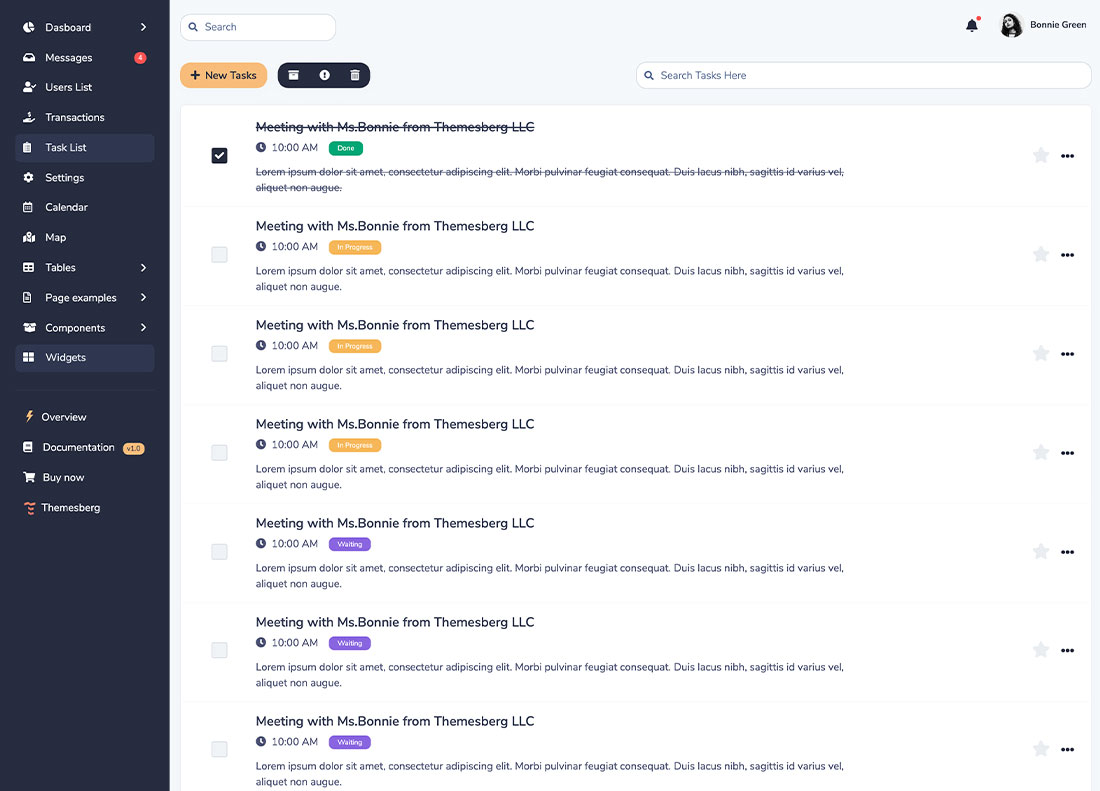 Dasboard
Messages 4
Users List
Transactions
Task List
Settings
Calendar
Map
Tables
Page examples
Components
Widgets
Overview
Documentation v1.0
Buy now
Themesberg
Search
Bonnie Green
New Tasks
Search Tasks Here
Meeting with Ms.Bonnie from Themesberg LLC
10:00 AM Done
Lorem ipsum dolor sit amet, consectetur adipiscing elit. Morbi pulvinar feugiat consequat. Duis lacus nibh, sagittis id varius vel,
aliquet non augue.
Meeting with Ms.Bonnie from Themesberg LLC
10:00 AM In Progress
Lorem ipsum dolor sit amet, consectetur adipiscing elit. Morbi pulvinar feugiat consequat. Duis lacus nibh, sagittis id varius vel,
aliquet non augue.
Meeting with Ms.Bonnie from Themesberg LLC
10:00 AM In Progress
Lorem ipsum dolor sit amet, consectetur adipiscing elit. Morbi pulvinar feugiat consequat. Duis lacus nibh, sagittis id varius vel,
aliquet non augue.
Meeting with Ms.Bonnie from Themesberg LLC
10:00 AM In Progress
Lorem ipsum dolor sit amet, consectetur adipiscing elit. Morbi pulvinar feugiat consequat. Duis lacus nibh, sagittis id varius vel,
aliquet non augue.
Meeting with Ms.Bonnie from Themesberg LLC
10:00 AM Waiting
Lorem ipsum dolor sit amet, consectetur adipiscing elit. Morbi pulvinar feugiat consequat. Duis lacus nibh, sagittis id varius vel,
aliquet non augue.
Meeting with Ms.Bonnie from Themesberg LLC
10:00 AM Waiting
Lorem ipsum dolor sit amet, consectetur adipiscing elit. Morbi pulvinar feugiat consequat. Duis lacus nibh, sagittis id varius vel,
aliquet non augue.
Meeting with Ms.Bonnie from Themesberg LLC
10:00 AM Waiting
Lorem ipsum dolor sit amet, consectetur adipiscing elit. Morbi pulvinar feugiat consequat. Duis lacus nibh, sagittis id varius vel,
aliquet non augue.